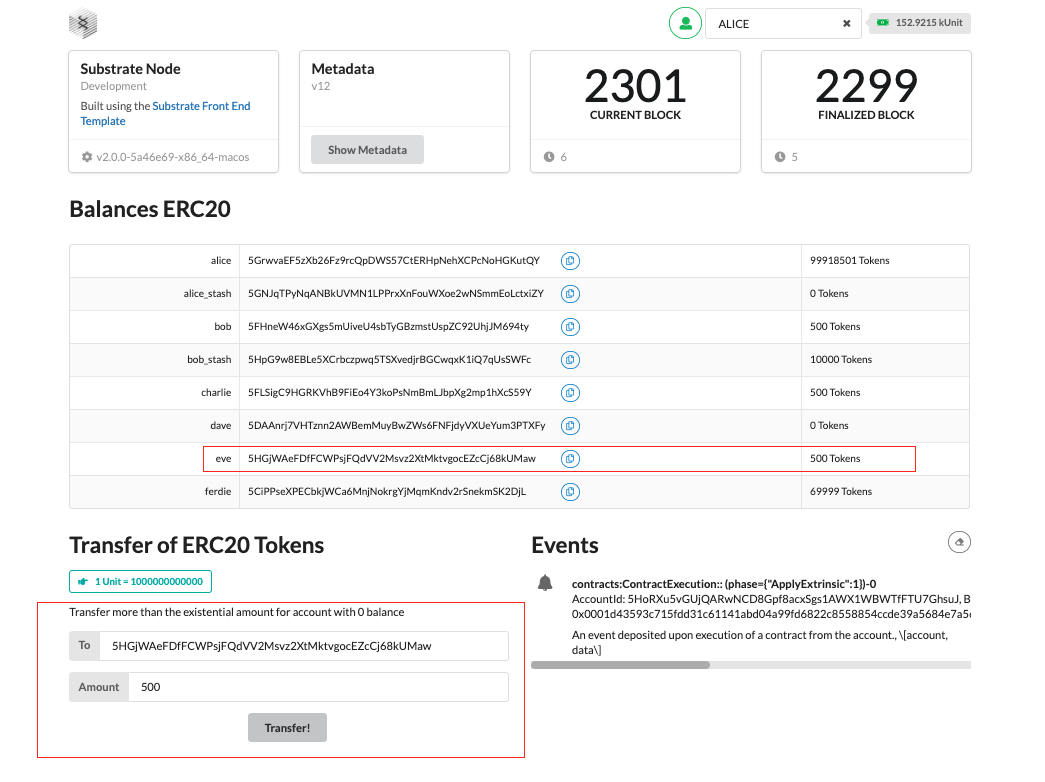 ALICE
152.9215 kUnit
Substrate Node
Development
Built using the Substrate Front End
Template
v2.0.0-5a46e69-x86_64-macos
Metadata
v12
Show Metadata
2301
CURRENT BLOCK
6
2299
FINALIZED BLOCK
5
Balances ERC20
alice 5GrwvaEF5zXb26Fz9rcQpDWS57CtERHpNehXCPcNoHGKutQY 99918501 Tokens
alice_stash 5GNJqTPyNqANBkUVMN1LPPrxXnFouWXoe2wNSmmEoLctxiZY 0 Tokens
bob 5FHneW46xGXgs5mUiveU4sbTyGBzmstUspZC92UhjJM694ty 500 Tokens
bob_stash 5HpG9w8EBLe5XCrbczpwq5TSXvedjrBGCwqxK1iQ7qUsSWFc 10000 Tokens
charlie 5FLSigC9HGRKVhB9FiEo4Y3koPsNmBmLJbpXg2mp1hXcS59Y 500 Tokens
dave 5DAAnrj7VHTznn2AWBemMuyBwZWs6FNFjdyVXUeYum3PTXFy 0 Tokens
eve 5HGjWAeFDfFCWPsjFQdVV2Msvz2XtMktvgocEZcCj68kUMaw 500 Tokens
ferdie 5CiPPseXPECbkjWCa6MnjNokrgYjMqmKndv2rSnekmSK2DjL 69999 Tokens
Transfer of ERC20 Tokens
1 Unit = 1000000000000
Transfer more than the existential amount for account with 0 balance
To 5HGjWAeFDfFCWPsjFQdVV2Msvz2XtMktvgocEZcCj68kUMaw
Amount 500
Transfer!
Events
contracts:ContractExecution:: (phase={"ApplyExtrinsic":1})-0
AccountId: 5HoRXu5vGUjQARwNCD8Gpf8acxSgs1AWX1WBWTfFTU7GhsuJ, B
0x0001d43593c715fdd31c61141abd04a99fd6822c8558854ccde39a5684e7a5
An event deposited upon execution of a contract from the account., \[account,
data\]